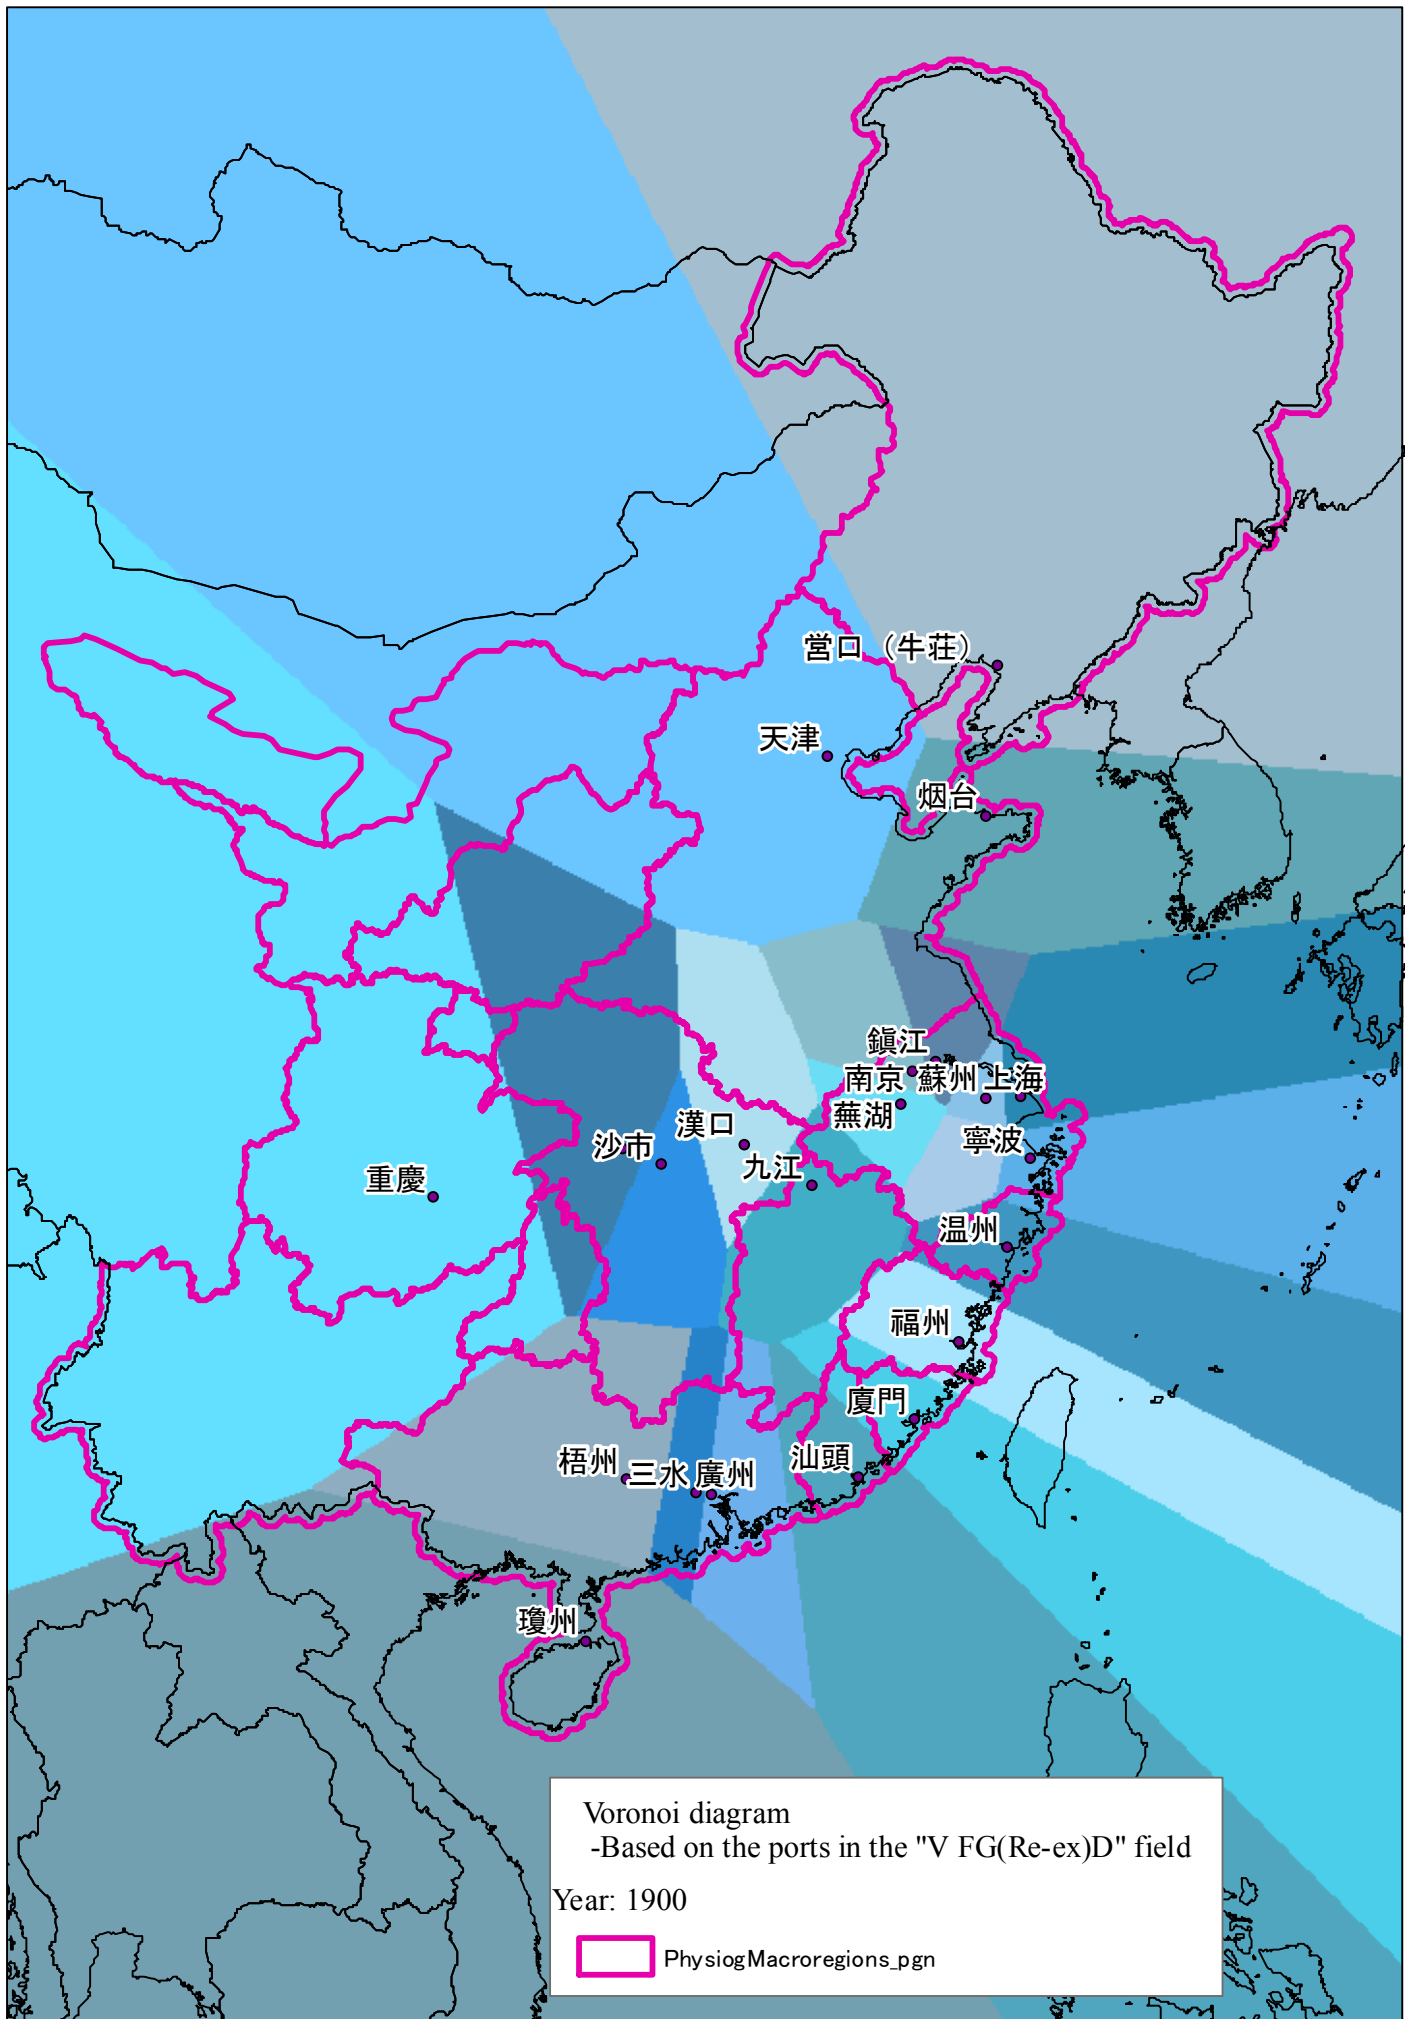 営口（牛荘）
天津
烟台
鎮江
南京
蘇州
上海
蕪湖
漢口
寧波
沙市
九江
重慶
温州
福州
廈門
汕頭
梧州
三水
廣州
瓊州
Voronoi diagram
-Based on the ports in the "V FG(Re-ex)D" field
Year: 1900
PhysiogMacroregions_pgn